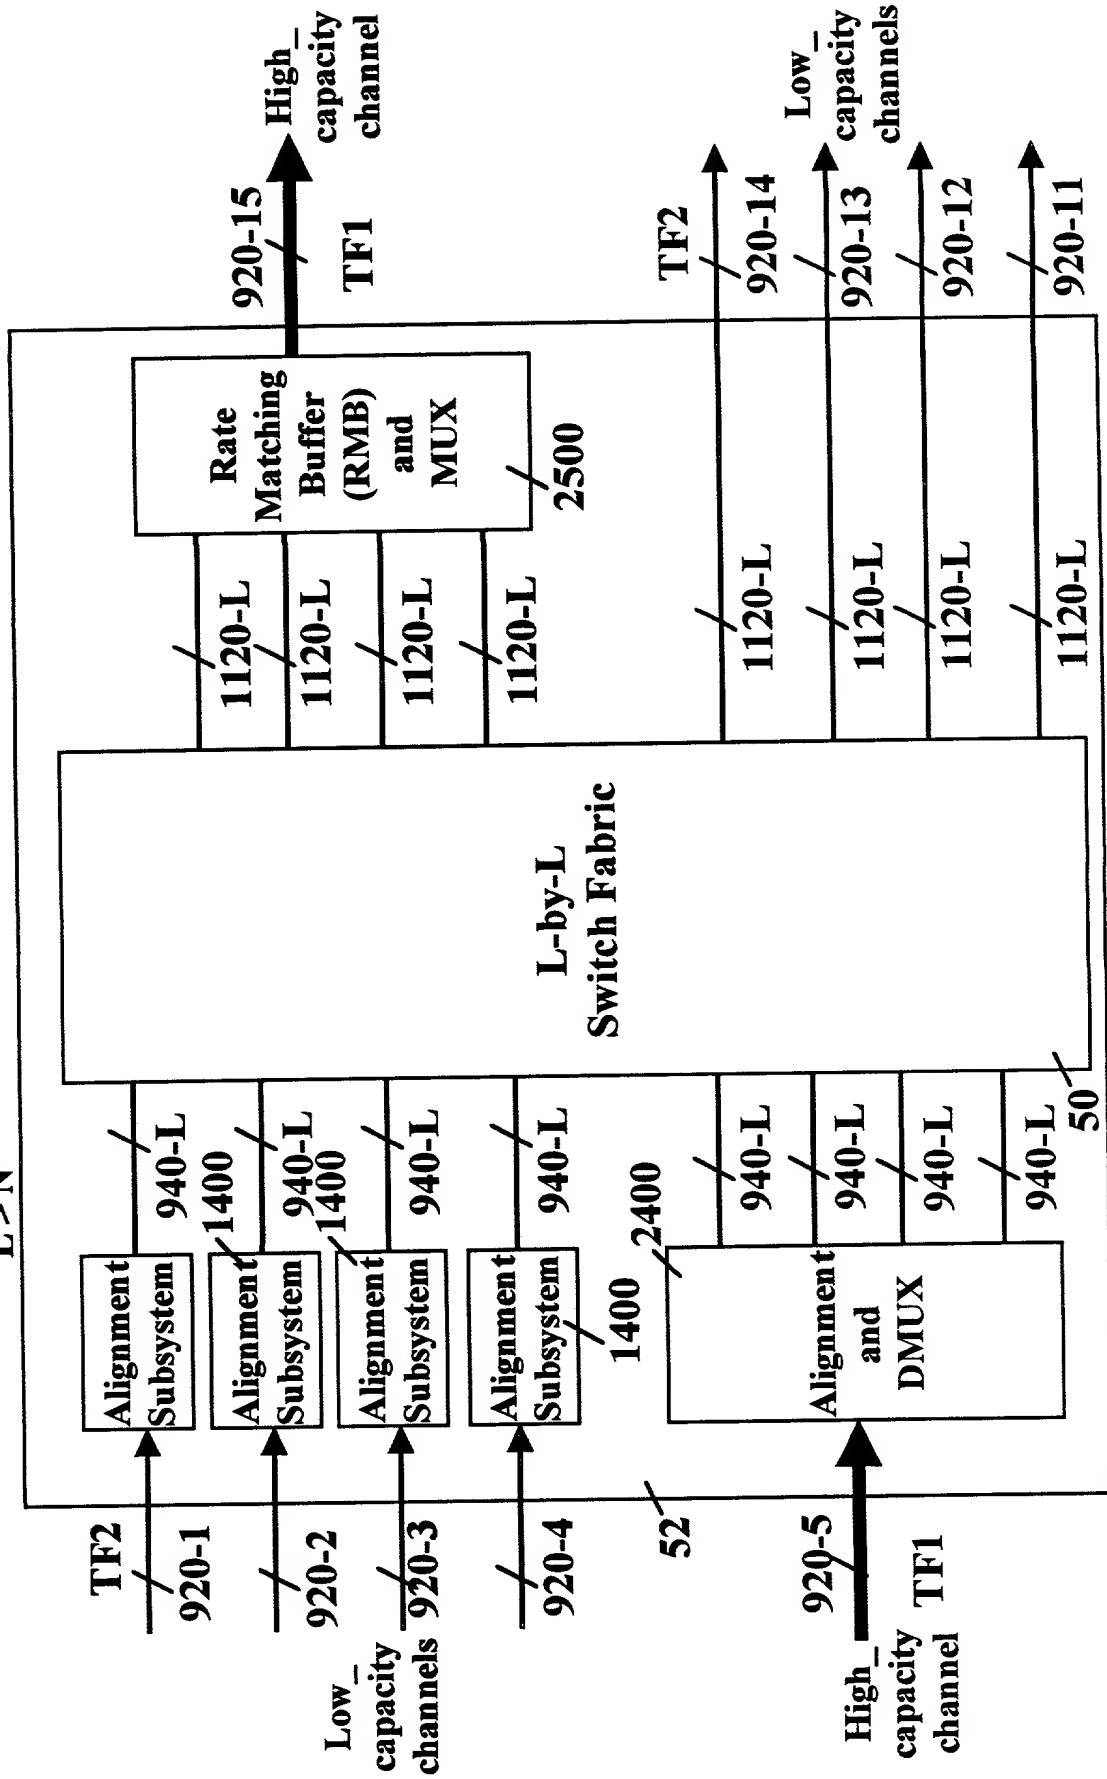 L>N
TF2
920-1
920-2
920-3
920-4
Low_
capacity
channels
920-5
TF1
High_
capacity
channel
52
Alignment
Subsystem
Alignment
Subsystem
Alignment
Subsystem
Alignment
Subsystem
1400
1400
1400
2400
Alignment
and
DMUX
940-L
940-L
940-L
940-L
940-L
940-L
940-L
940-L
50
L-by-L
Switch Fabric
1120-L
1120-L
1120-L
1120-L
1120-L
1120-L
1120-L
1120-L
Rate
Matching
Buffer
(RMB)
and
MUX
2500
920-15
TF1
High_
capacity
channel
TF2
920-14
920-13
920-12
920-11
Low_
capacity
channels